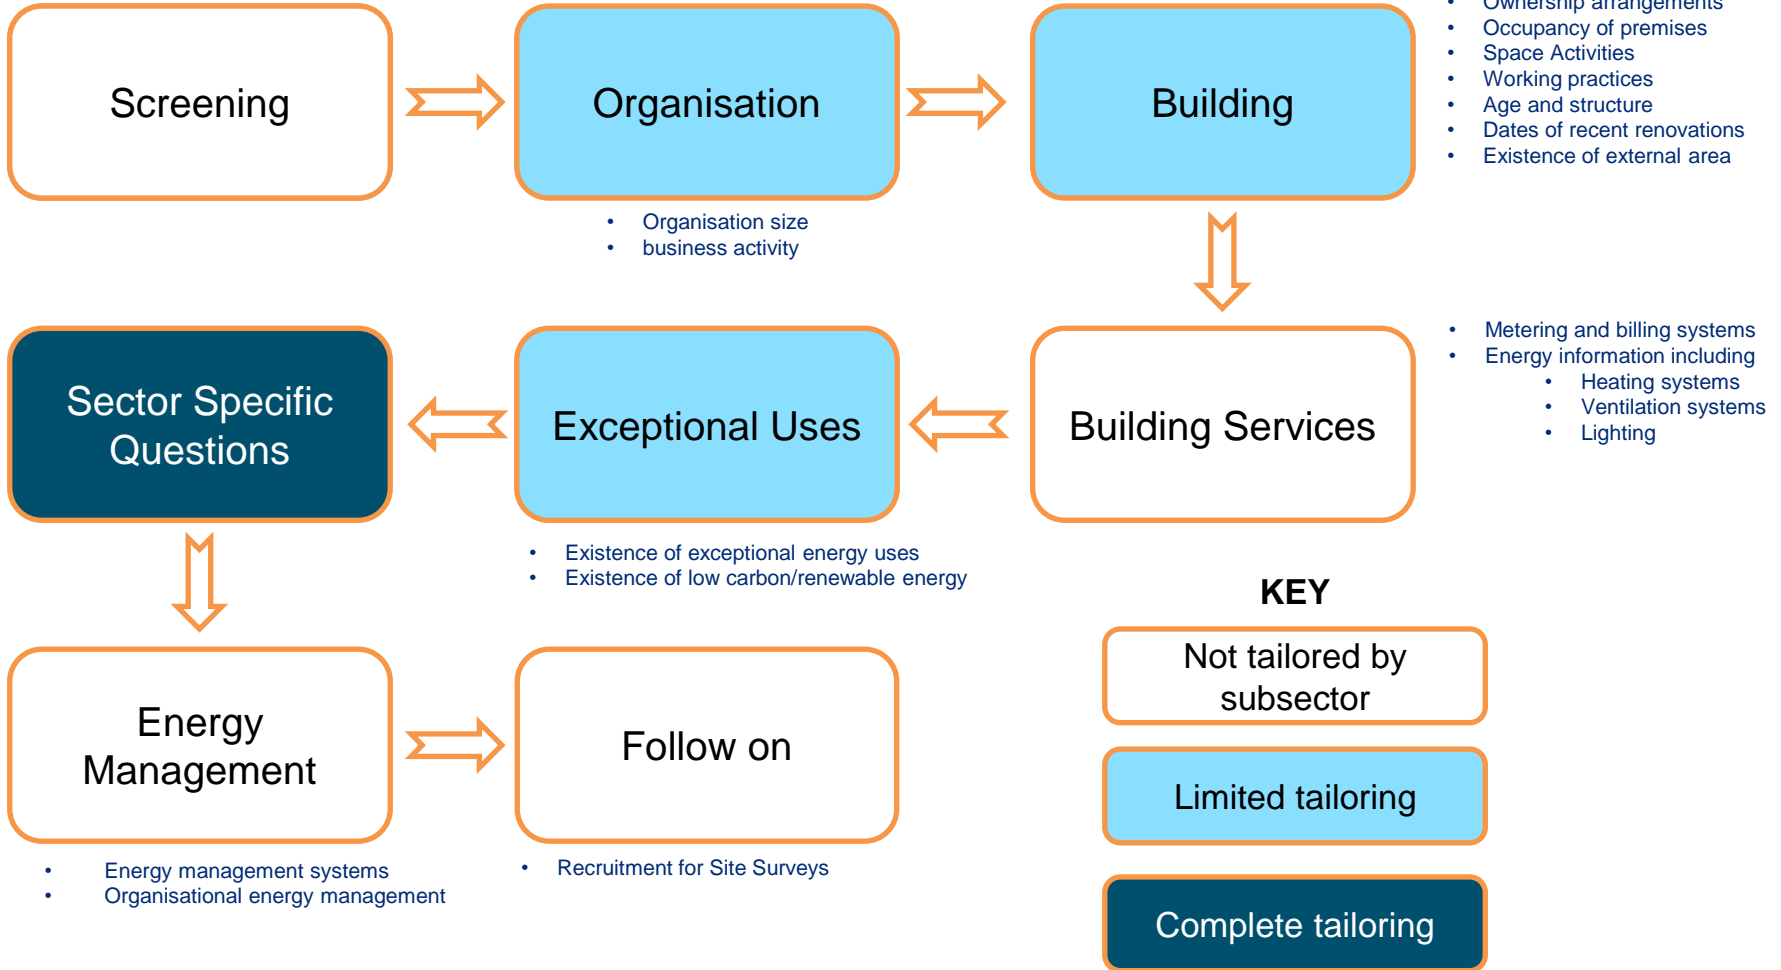 Screening
Organisation
Building
• Ownership arrangements
• Occupancy of premises
• Space Activities
• Working practices
• Age and structure
• Dates of recent renovations
• Existence of external area
• Organisation size
• business activity
Sector Specific
Questions
Exceptional Uses
Building Services
• Metering and billing systems
• Energy information including
• Heating systems
• Ventilation systems
• Lighting
• Existence of exceptional energy uses
• Existence of low carbon/renewable energy
Energy
Management
Follow on
• Energy management systems
• Organisational energy management
• Recruitment for Site Surveys
KEY
Not tailored by
subsector
Limited tailoring
Complete tailoring